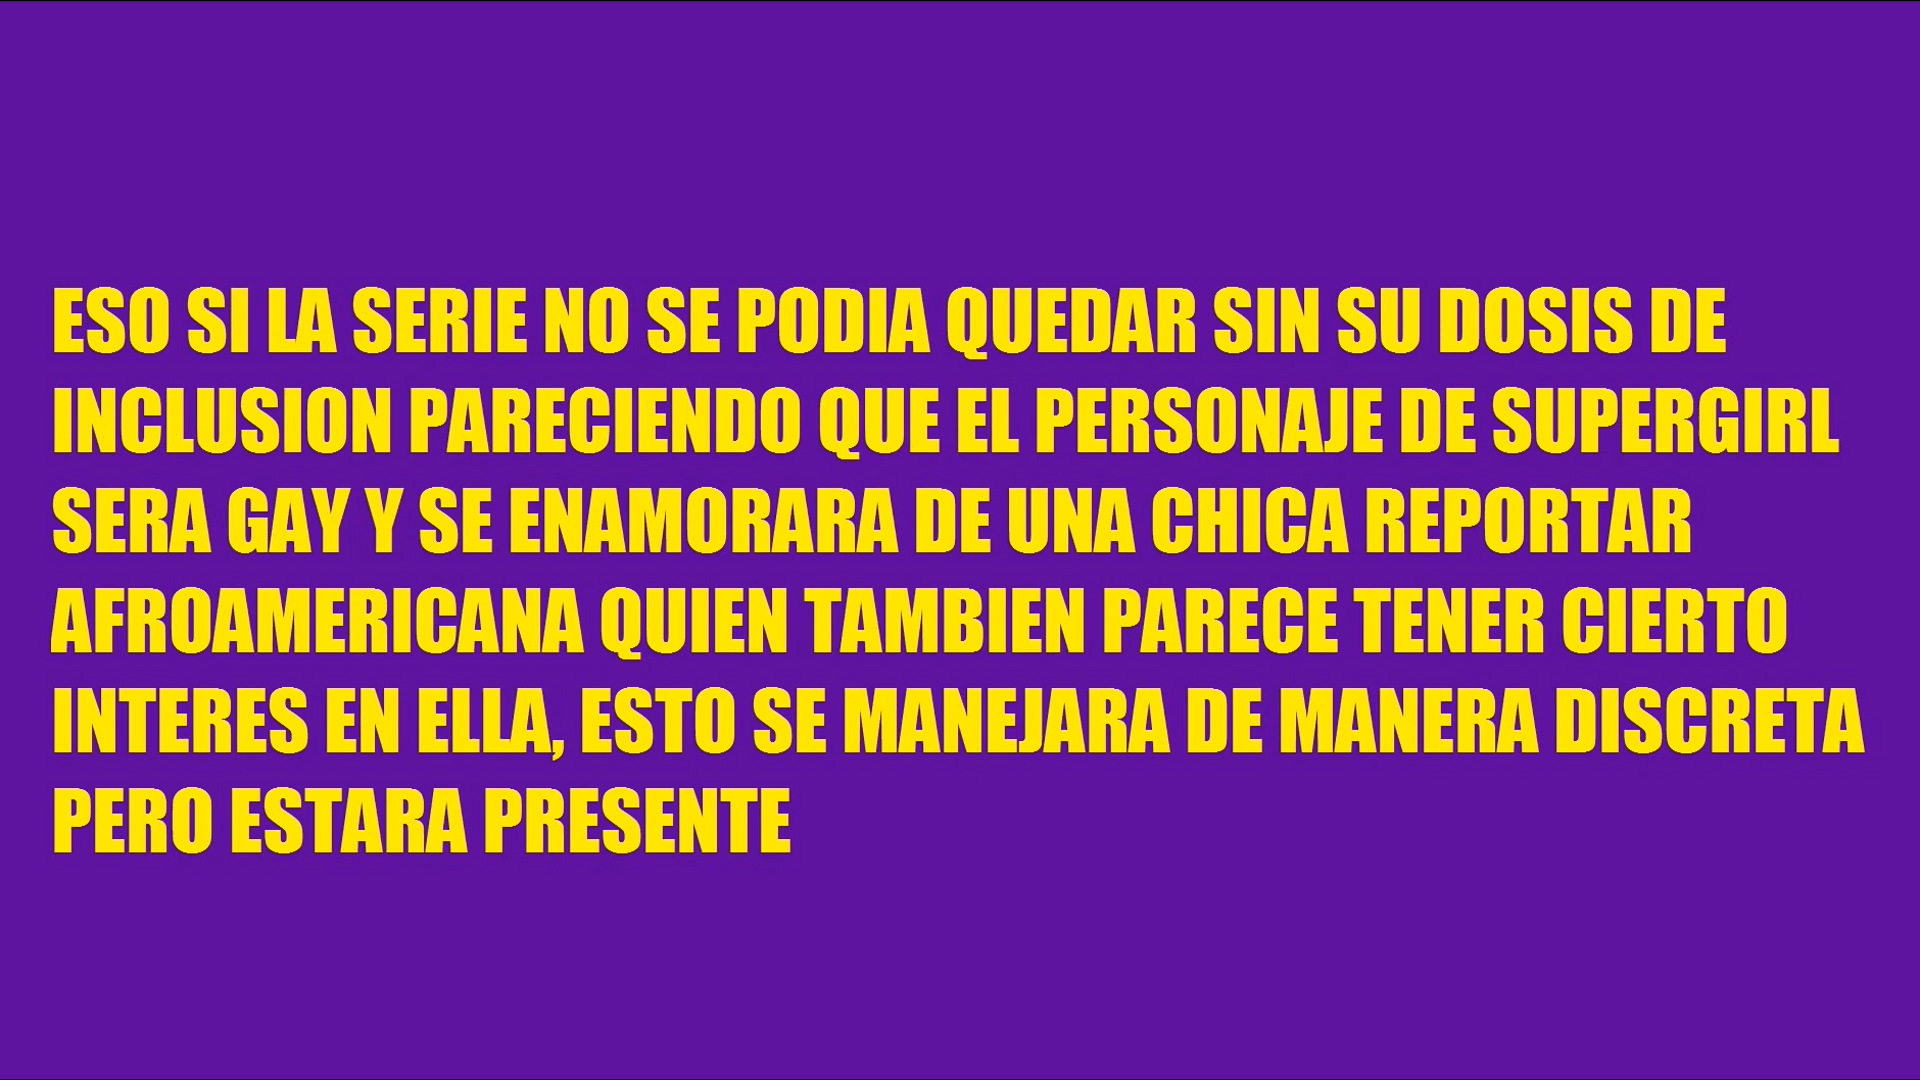 ESO SI LA SERIE NO SE PODIA QUEDAR SIN SU DOSIS DE
INCLUSION PARECIENDO QUE EL PERSONAJE DE SUPERGIRL
SERA GAY Y SE ENAMORARA DE UNA CHICA REPORTAR
AFROAMERICANA QUIEN TAMBIEN PARECE TENER CIERTO
INTERES EN ELLA, ESTO SE MANEJARA DE MANERA DISCRETA
PERO ESTARA PRESENTE